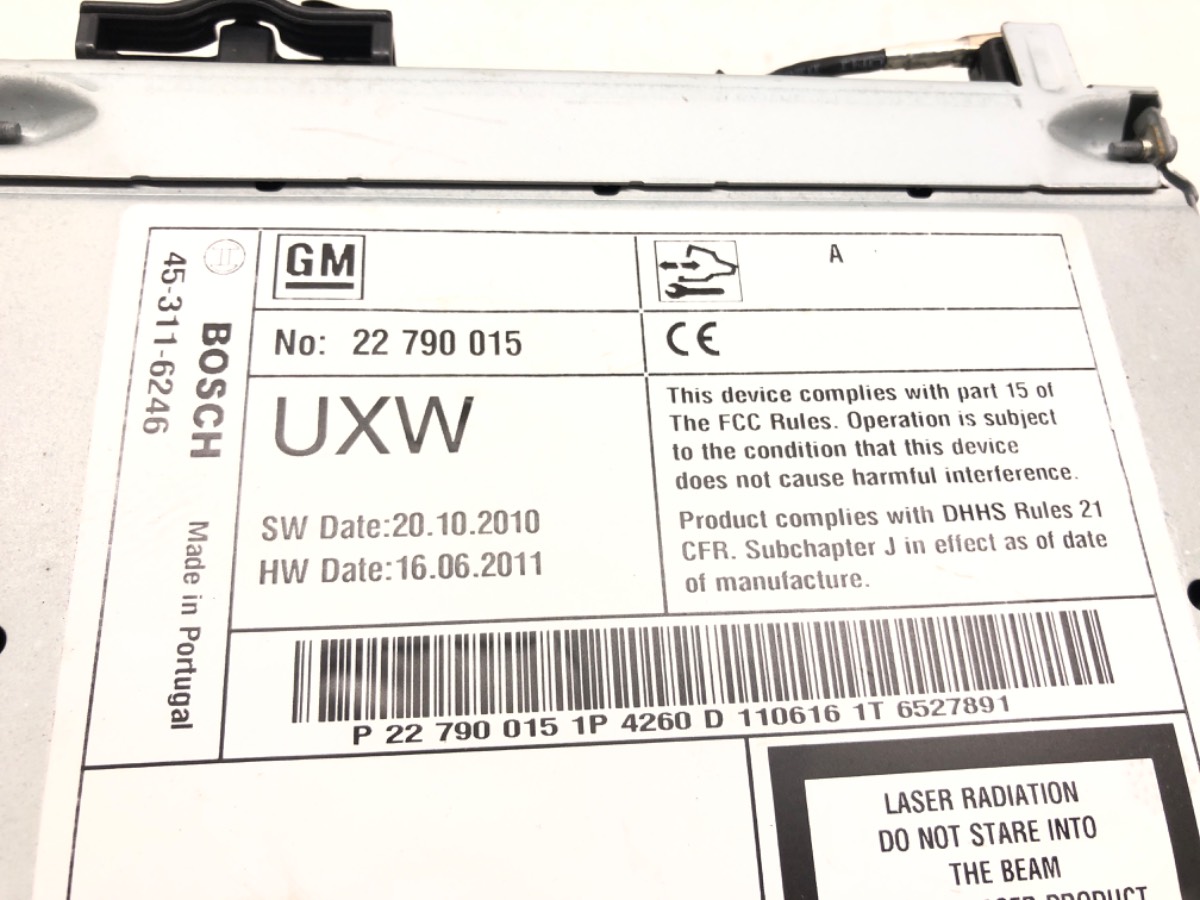 GM
A
No: 22 790 015
CE
UXW
SW Date:20.10.2010
HW Date:16.06.2011
This device complies with part 15 of
The FCC Rules. Operation is subject
to the condition that this device
does not cause harmful interference.
Product complies with DHHS Rules 21
CFR. Subchapter J in effect as of date
of manufacture.
BOSCH Made in Portugal
45-311-6246
P 22 790 015 1P 4260 D 110616 1T 6527891
LASER RADIATION
DO NOT STARE INTO
THE BEAM
PRODUCT